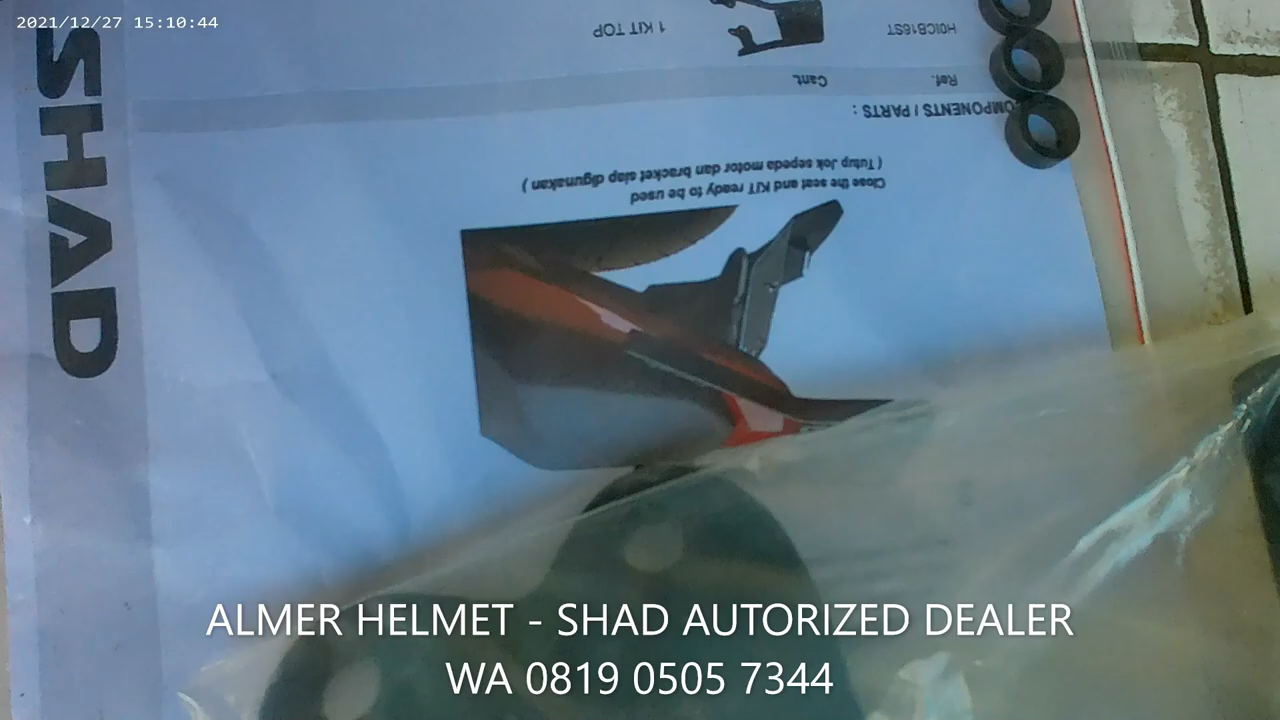 2021/12/27 15:10:44
SHAD
Close the seat and KIT ready to be used
( Tutup Jok sepeda motor dan bracket siap digunakan )
OMPONENTS / PARTS :
Ref. Cant.
H0ICB16ST 1 KIT TOP
ALMER HELMET - SHAD AUTORIZED DEALER
WA 0819 0505 7344